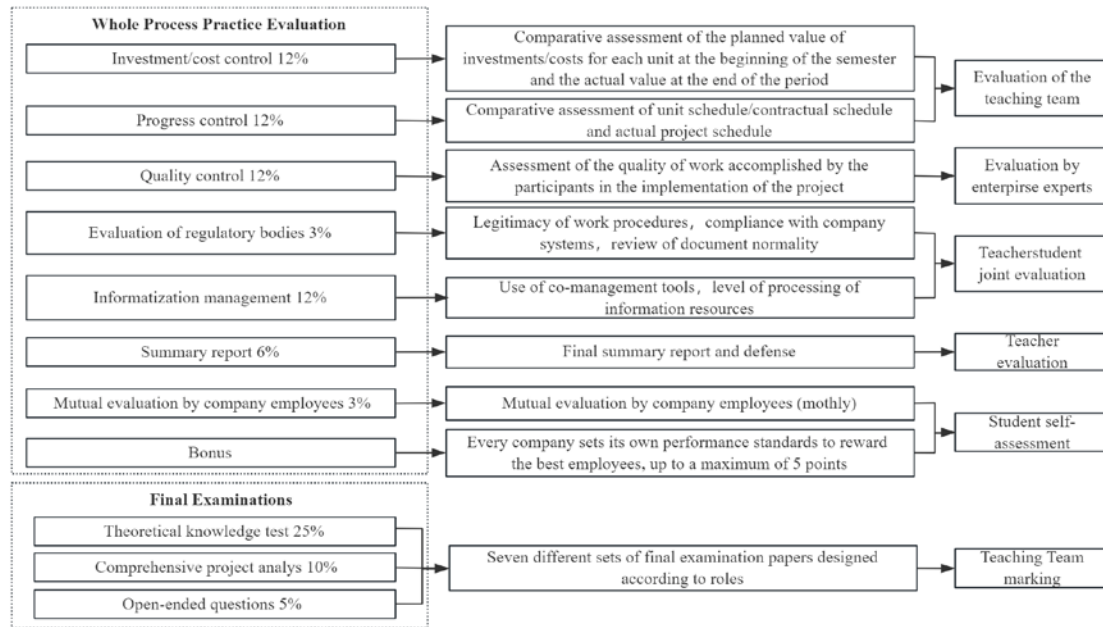 Whole Process Practice Evaluation
Investment/cost control 12%
Comparative assessment of the planned value of
investments/costs for each unit at the beginning of the semester
and the actual value at the end of the period
Evaluation of the
teaching team
Progress control 12%
Comparative assessment of unit schedule/contractual schedule
and actual project schedule
Quality control 12%
Assessment of the quality of work accomplished by the
participants in the implementation of the project
Evaluation by
enterpirse experts
Evaluation of regulatory bodies 3%
Legitimacy of work procedures, compliance with company
systems, review of document normality
Teacherstudent
joint evaluation
Informatization management 12%
Use of co-management tools, level of processing of
information resources
Summary report 6%
Final summary report and defense
Teacher
evaluation
Mutual evaluation by company employees 3%
Mutual evaluation by company employees (mothly)
Student self-
assessment
Bonus
Every company sets its own performance standards to reward
the best employees, up to a maximum of 5 points
Final Examinations
Theoretical knowledge test 25%
Comprehensive project analys 10%
Open-ended questions 5%
Seven different sets of final examination papers designed
according to roles
Teaching Team
marking